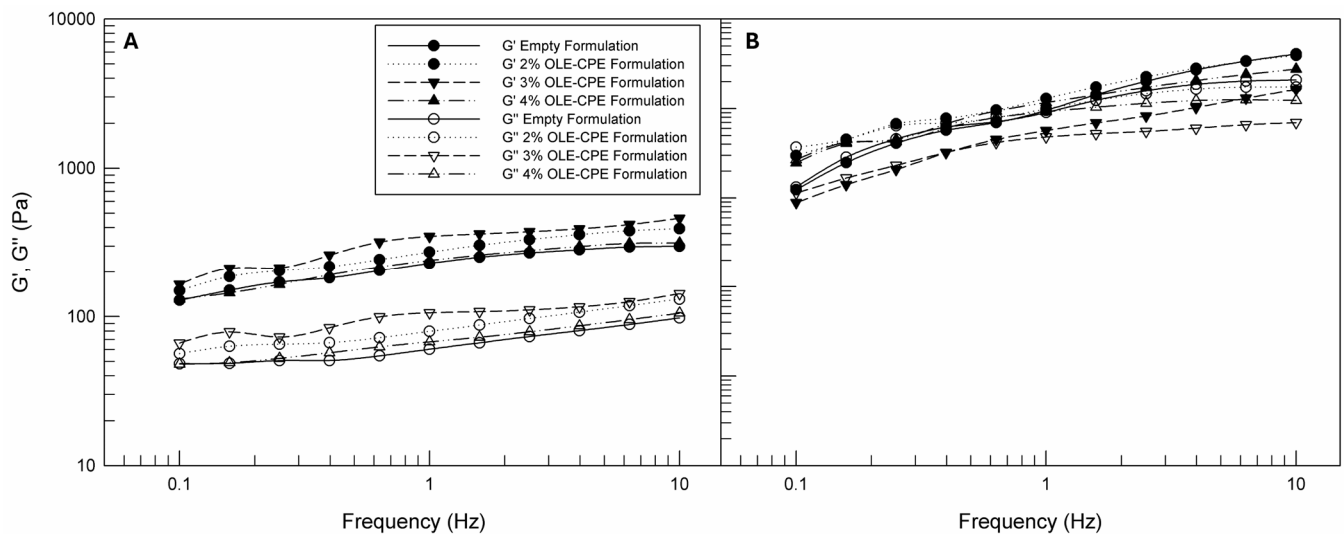 A
B
G' Empty Formulation
G' 2% OLE-CPE Formulation
G' 3% OLE-CPE Formulation
G' 4% OLE-CPE Formulation
G" Empty Formulation
G" 2% OLE-CPE Formulation
G" 3% OLE-CPE Formulation
G" 4% OLE-CPE Formulation
G', G" (Pa)
10000
1000
100
10
0.1 1 10
0.1 1 10
Frequency (Hz)
Frequency (Hz)